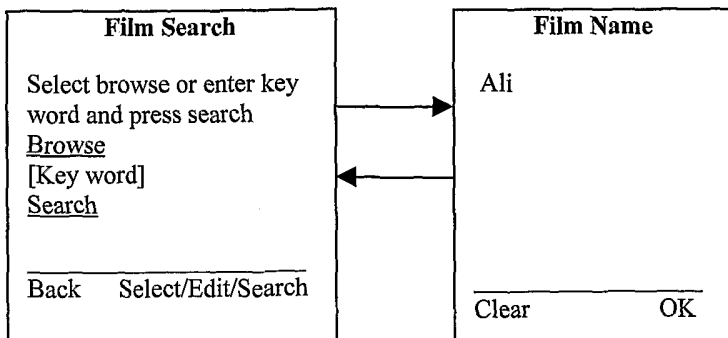 Film Search
Select browse or enter key
word and press search
Browse
[Key word]
Search
Back Select/Edit/Search
Film Name
Ali
Clear OK